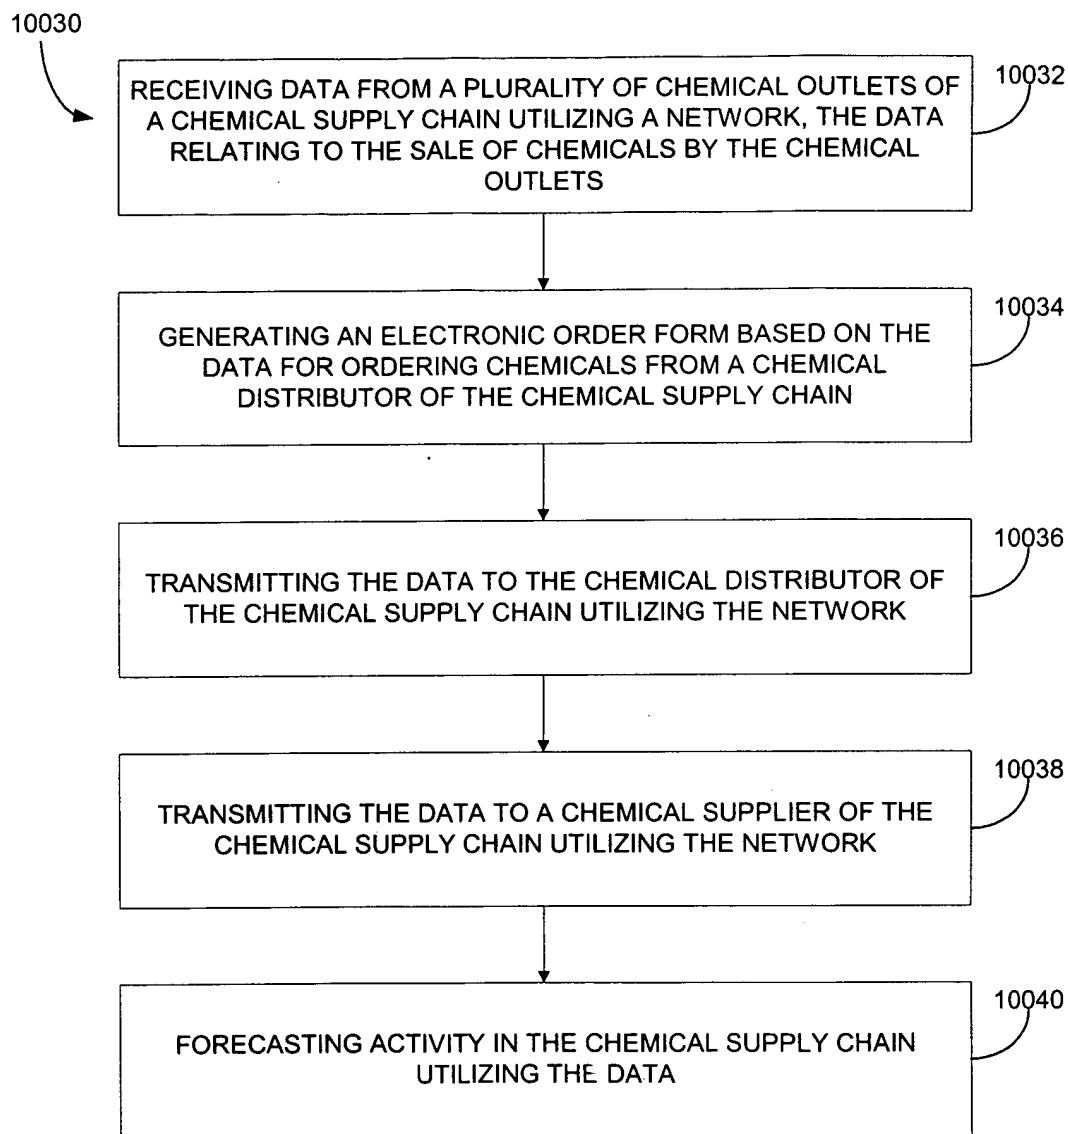 10030
RECEIVING DATA FROM A PLURALITY OF CHEMICAL OUTLETS OF
A CHEMICAL SUPPLY CHAIN UTILIZING A NETWORK, THE DATA
RELATING TO THE SALE OF CHEMICALS BY THE CHEMICAL
OUTLETS
10032
GENERATING AN ELECTRONIC ORDER FORM BASED ON THE
DATA FOR ORDERING CHEMICALS FROM A CHEMICAL
DISTRIBUTOR OF THE CHEMICAL SUPPLY CHAIN
10034
TRANSMITTING THE DATA TO THE CHEMICAL DISTRIBUTOR OF
THE CHEMICAL SUPPLY CHAIN UTILIZING THE NETWORK
10036
TRANSMITTING THE DATA TO A CHEMICAL SUPPLIER OF THE
CHEMICAL SUPPLY CHAIN UTILIZING THE NETWORK
10038
FORECASTING ACTIVITY IN THE CHEMICAL SUPPLY CHAIN
UTILIZING THE DATA
10040